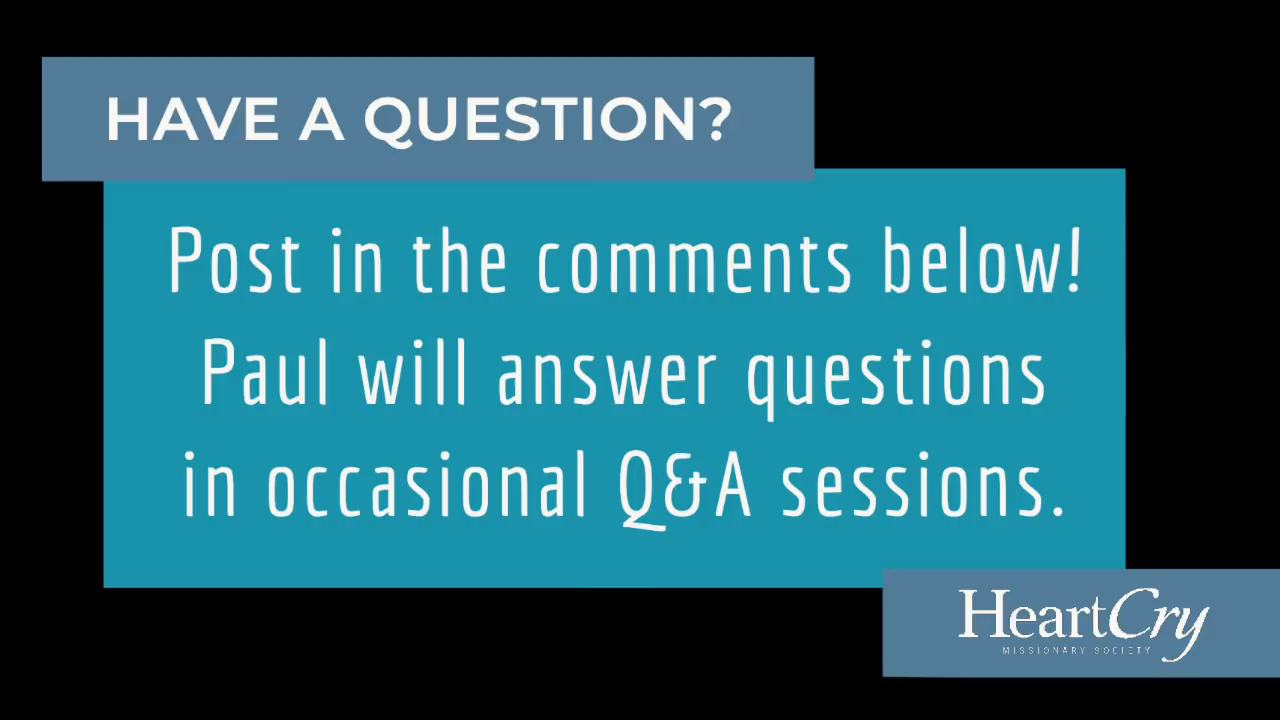 HAVE A QUESTION?
Post in the comments below!
Paul will answer questions
in occasional Q&A sessions.
HeartCry
MISSIONARY SOCIETY